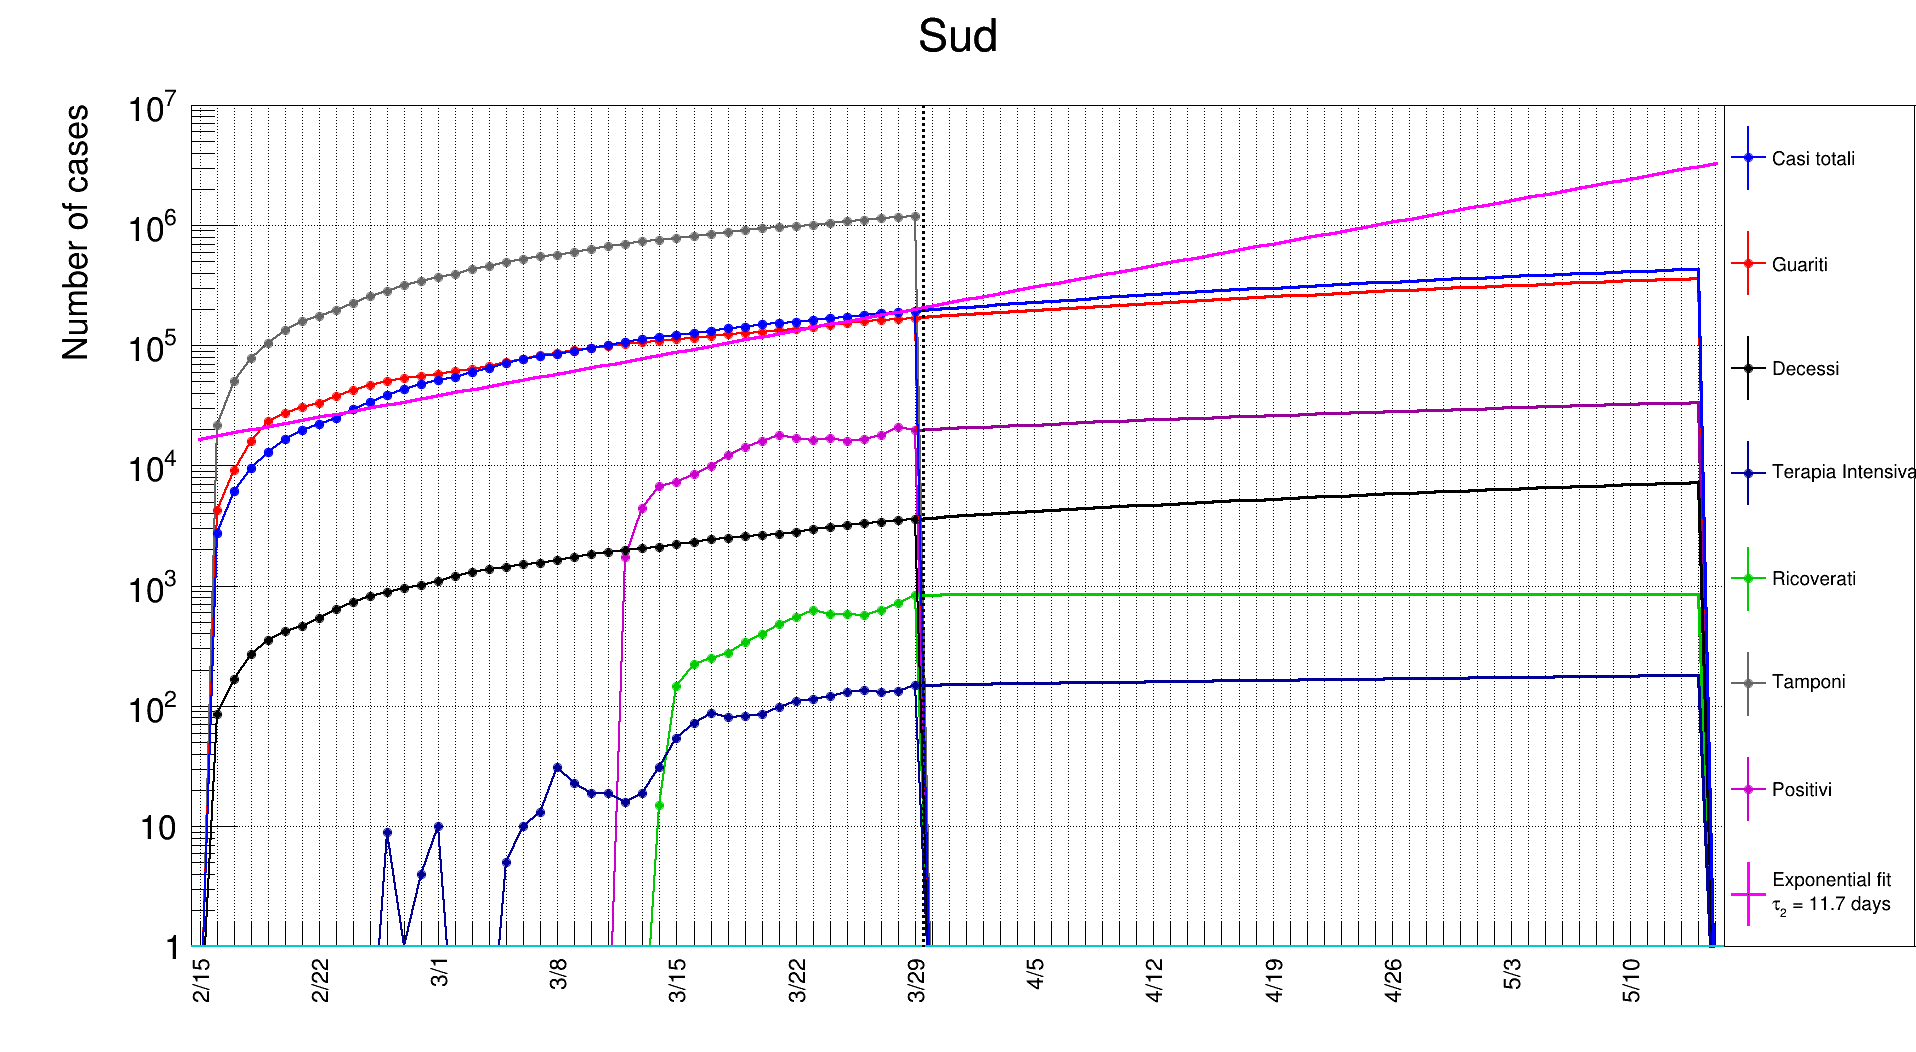 Sud
Number of cases
10^7
10^6
10^5
10^4
10^3
10^2
10
1
2/15 2/22 3/1 3/8 3/15 3/22 3/29 4/5 4/12 4/19 4/26 5/3 5/10
Casi totali
Guariti
Decessi
Terapia Intensiva
Ricoverati
Tamponi
Positivi
Exponential fit
τ₂ = 11.7 days